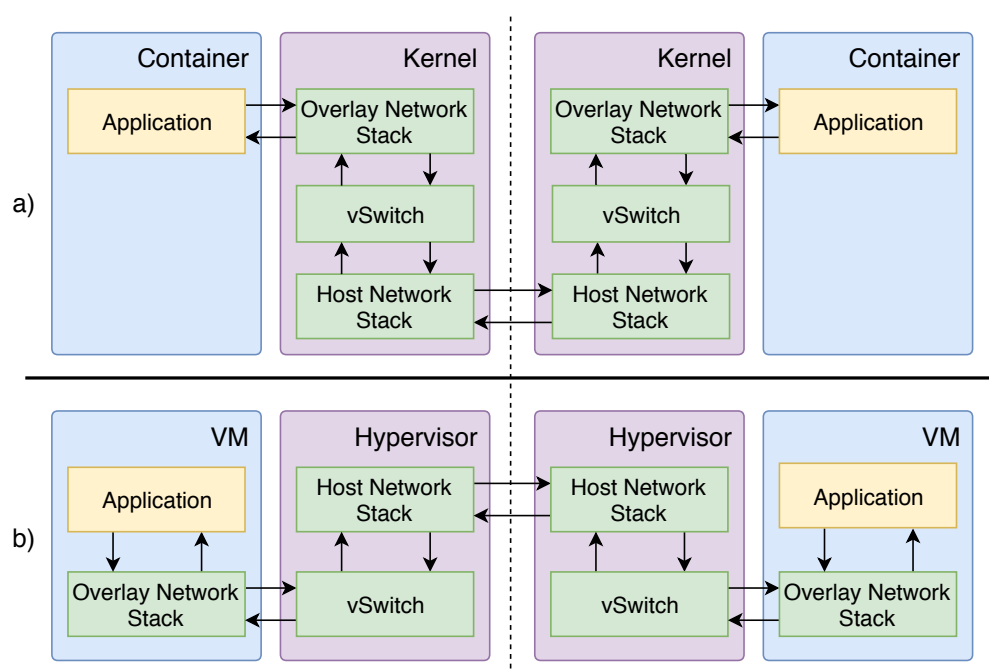 Container
Kernel
Kernel
Container
Application
Overlay Network
Stack
Overlay Network
Stack
Application
a)
vSwitch
vSwitch
Host Network
Stack
Host Network
Stack
VM
Hypervisor
Hypervisor
VM
Application
Host Network
Stack
Host Network
Stack
Application
b)
Overlay Network
Stack
vSwitch
vSwitch
Overlay Network
Stack